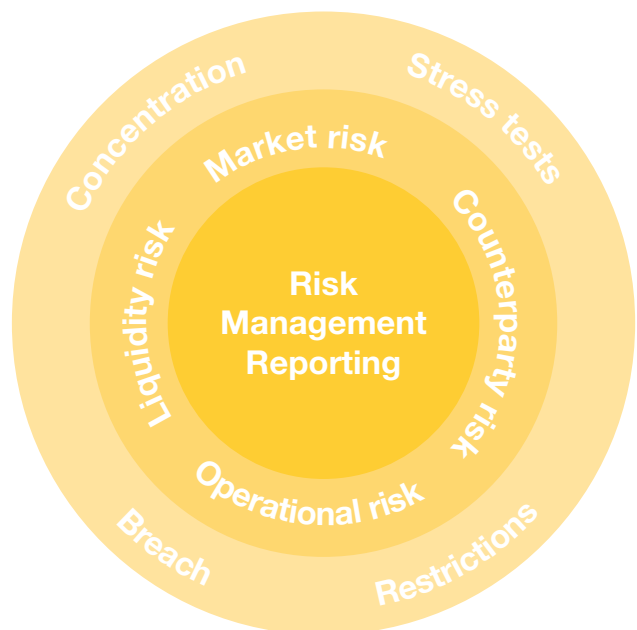 Concentration
Stress tests
Market risk
Counterparty risk
Liquidity risk
Risk
Management
Reporting
Operational risk
Breach
Restrictions